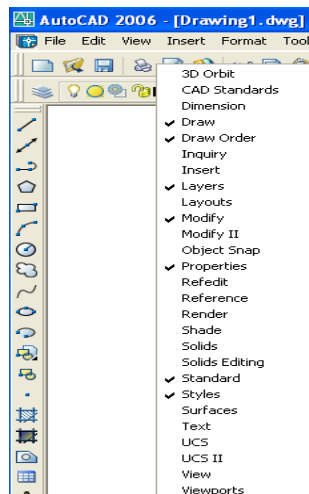 AutoCAD 2006 - [Drawing1.dwg]
File Edit View Insert Format Tool
3D Orbit
CAD Standards
Dimension
Draw
Draw Order
Inquiry
Insert
Layers
Layouts
Modify
Modify II
Object Snap
Properties
Refedit
Reference
Render
Shade
Solids
Solids Editing
Standard
Styles
Surfaces
Text
UCS
UCS II
View
Viewports